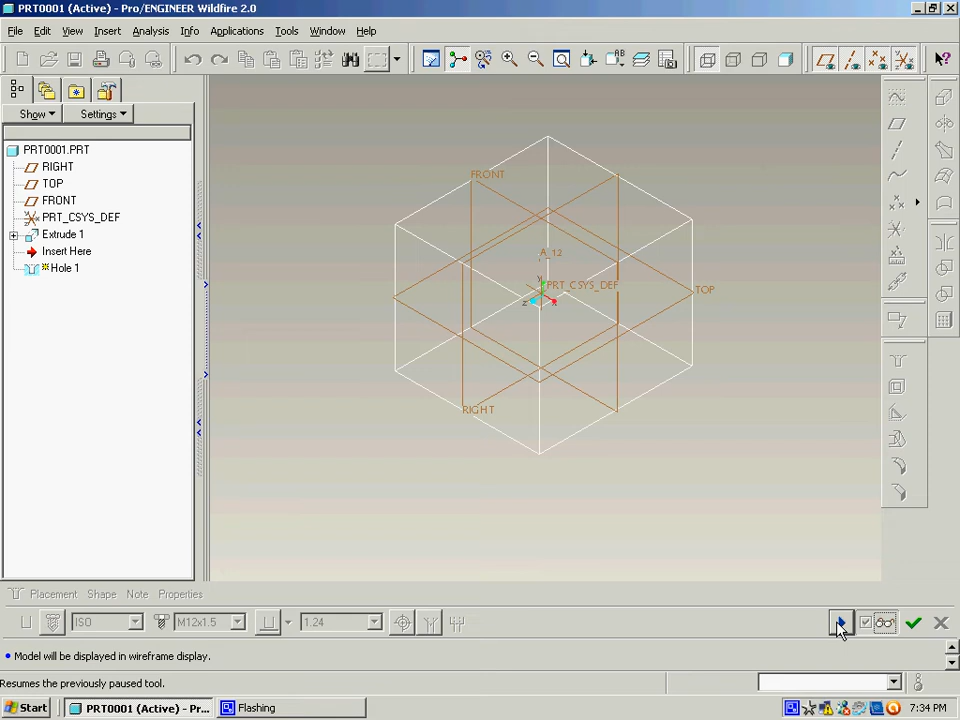 PRT0001 (Active) - Pro/ENGINEER Wildfire 2.0
File Edit View Insert Analysis Info Applications Tools Window Help
Show Settings
PRT0001.PRT
RIGHT
TOP
FRONT
PRT_CSYS_DEF
Extrude 1
Insert Here
Hole 1
FRONT
A_12
y
PRT_CSYS_DEF
z x
TOP
RIGHT
Placement Shape Note Properties
ISO M12x1.5 1.24
• Model will be displayed in wireframe display.
Resumes the previously paused tool.
Start PRT0001 (Active) - Pr... Flashing 7:34 PM